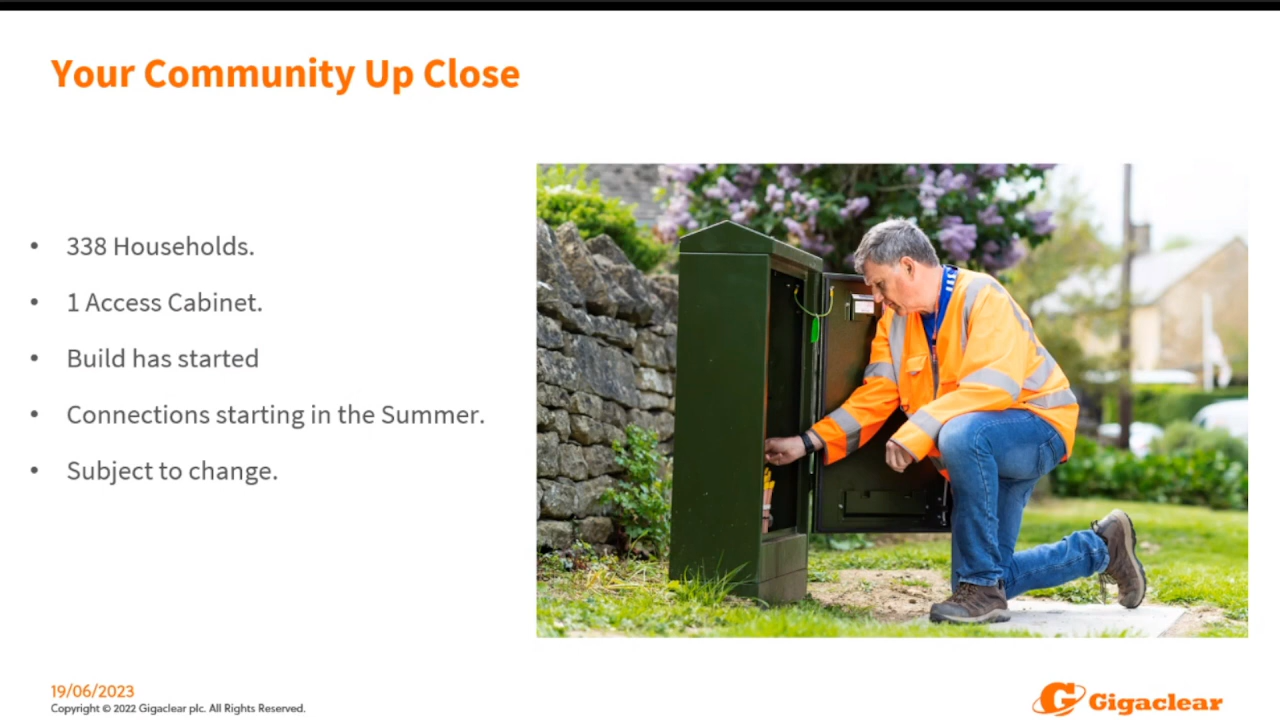 Your Community Up Close
• 338 Households.
• 1 Access Cabinet.
• Build has started
• Connections starting in the Summer.
• Subject to change.
19/06/2023
Copyright © 2022 Gigaclear plc. All Rights Reserved.
Gigaclear